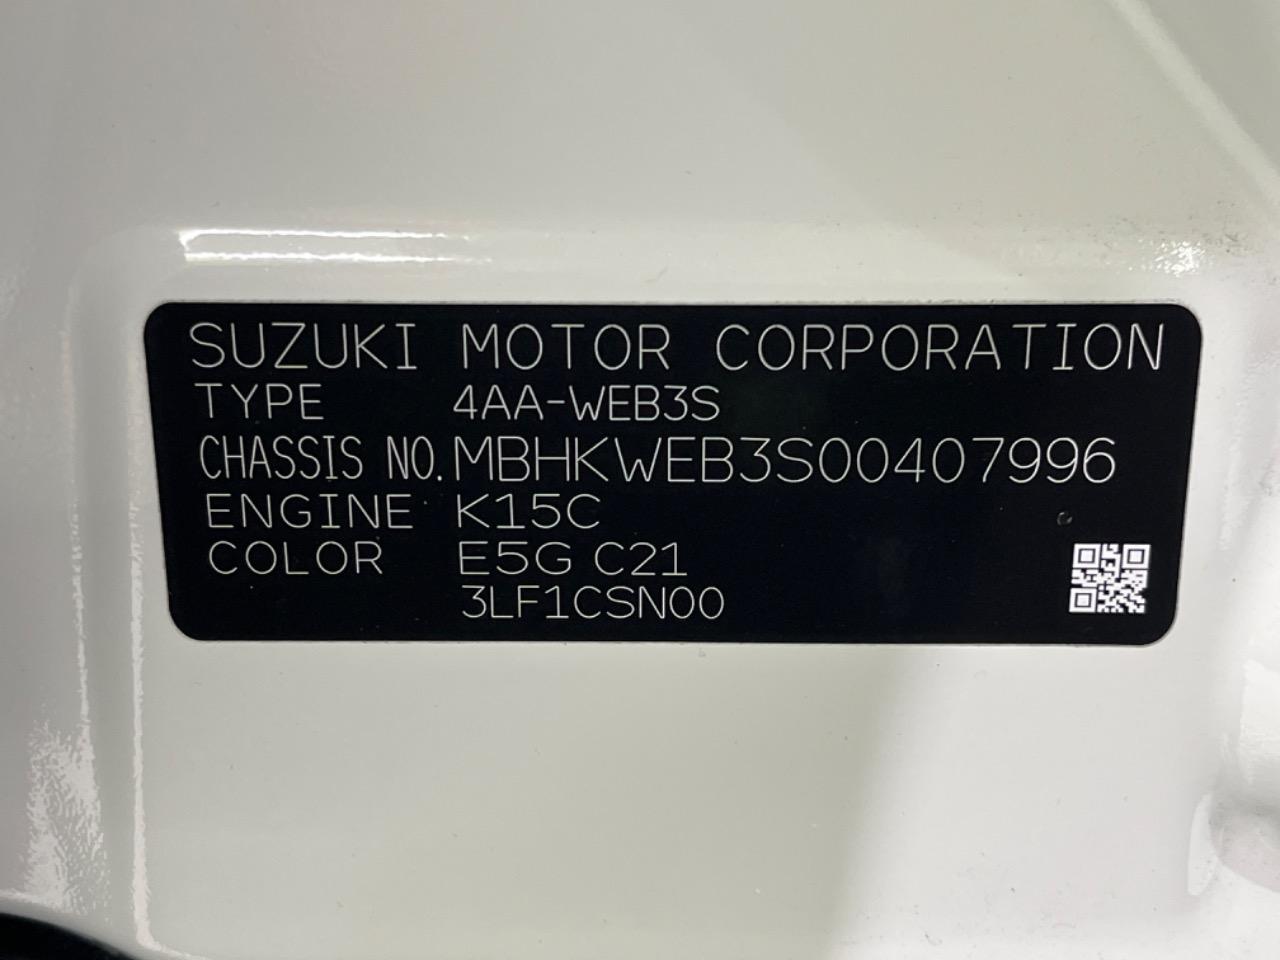 SUZUKI MOTOR CORPORATION
TYPE 4AA-WEB3S
CHASSIS NO. MBHKWEB3S00407996
ENGINE K15C
COLOR E5G C21
3LF1CSN00